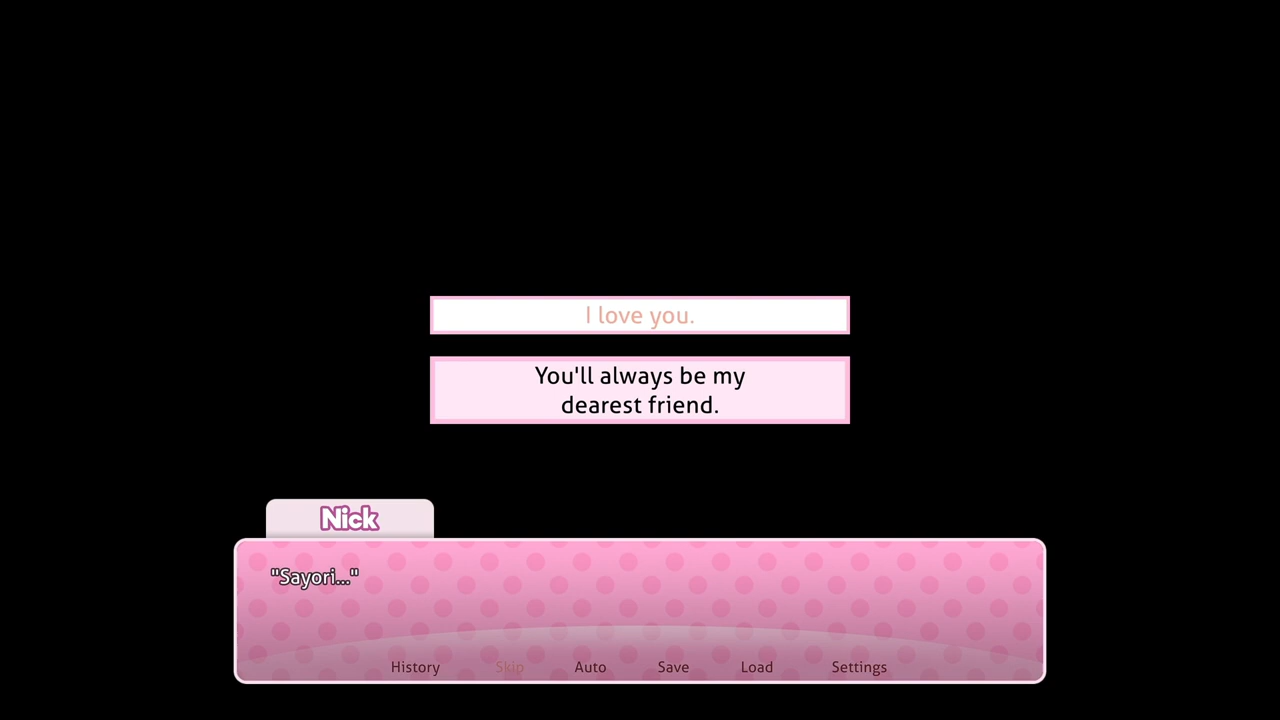 I love you.
You'll always be my
dearest friend.
Nick
"Sayori..."
History Skip Auto Save Load Settings